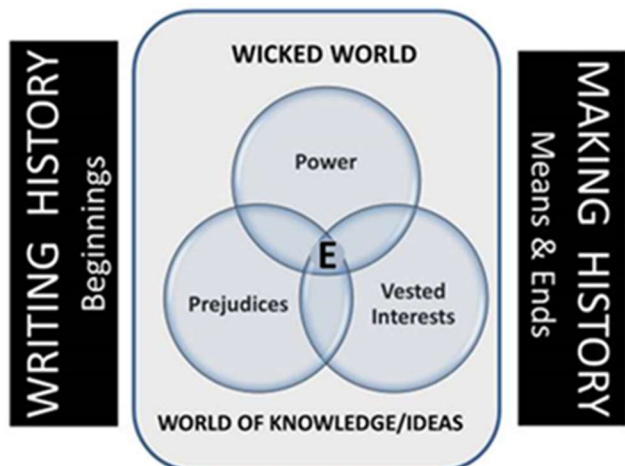 WRITING HISTORY
Beginnings
WICKED WORLD
Power
E
Prejudices
Vested
Interests
WORLD OF KNOWLEDGE/IDEAS
MAKING HISTORY
Means & Ends